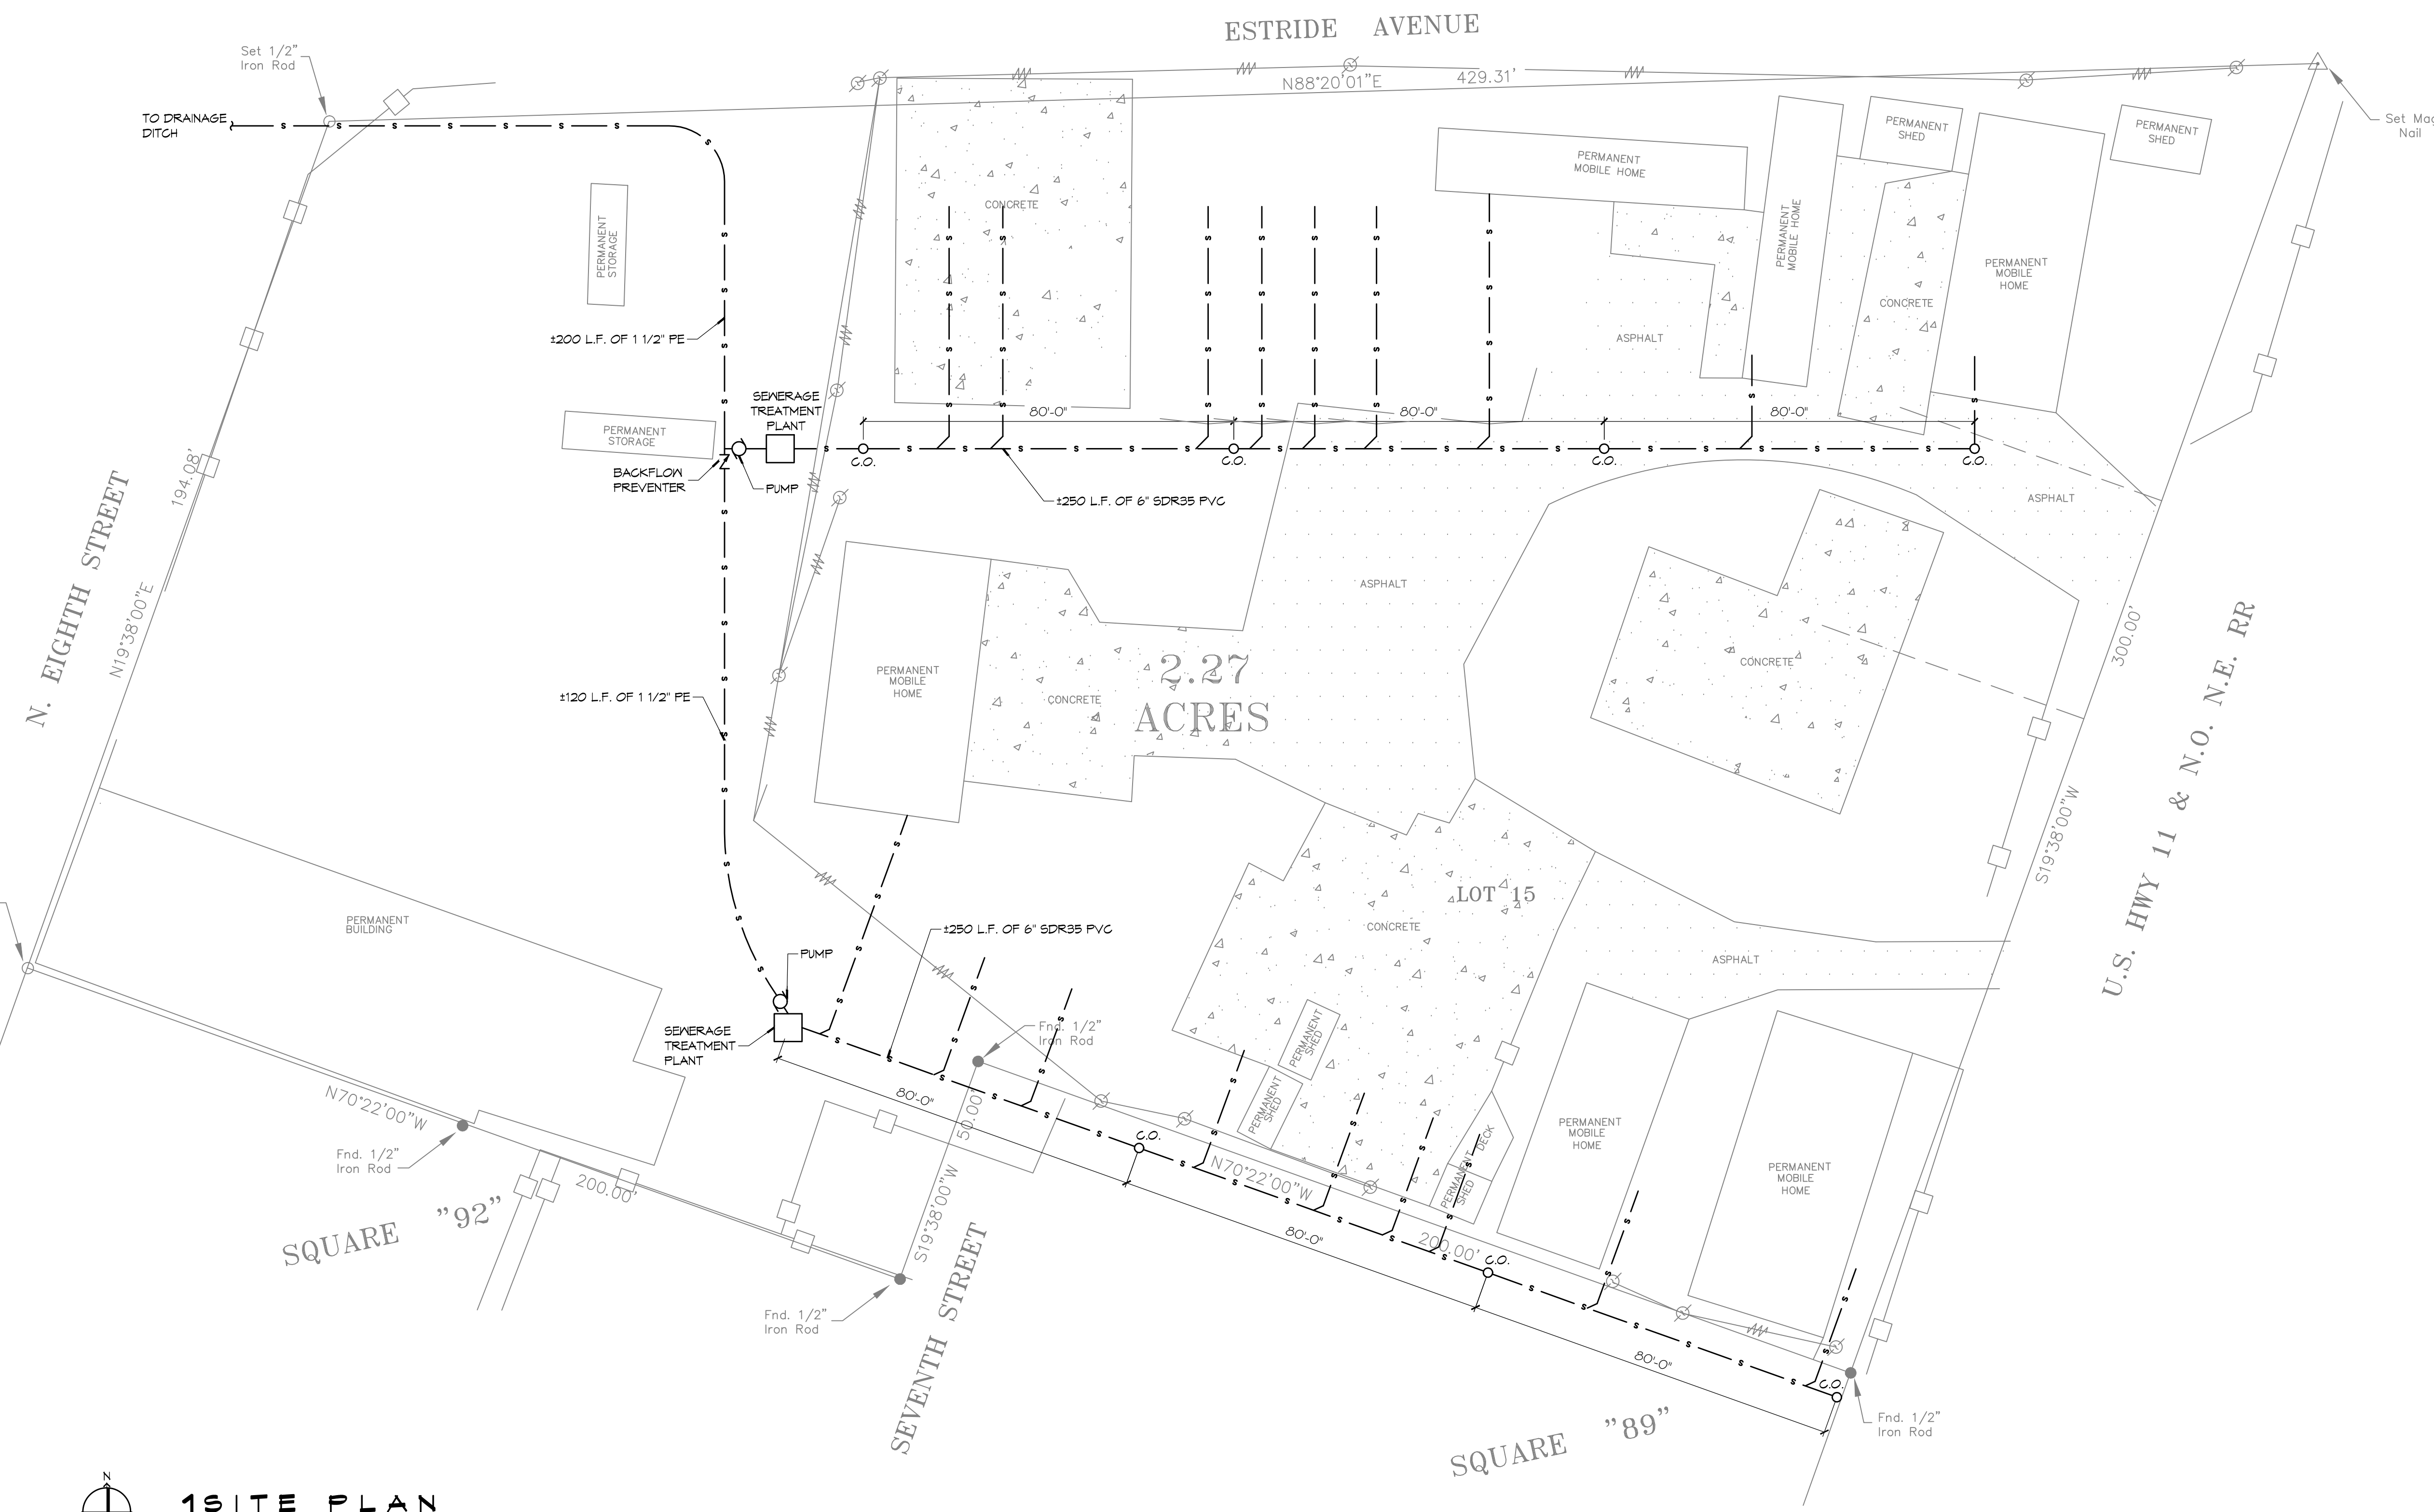 ESTRIDE AVENUE
Set 1/2"
Iron Rod
N88°20'01"E 429.31'
TO DRAINAGE
DITCH
Set Mag
Nail
PERMANENT
SHED
PERMANENT
SHED
PERMANENT
MOBILE HOME
PERMANENT
MOBILE HOME
PERMANENT
MOBILE
HOME
CONCRETE
CONCRETE
PERMANENT
STORAGE
±200 L.F. OF 1 1/2" PE
ASPHALT
SEWERAGE
TREATMENT
PLANT
80'-0"
80'-0"
80'-0"
PERMANENT
STORAGE
C.O.
C.O.
C.O.
C.O.
BACKFLOW
PREVENTER
PUMP
±250 L.F. OF 6" SDR35 PVC
ASPHALT
194.08'
N. EIGHTH STREET
N19°38'00"E
ASPHALT
300.00'
U.S. HWY 11 & N.O. N.E. RR
S19°38'00"W
CONCRETE
2.27
ACRES
PERMANENT
MOBILE
HOME
CONCRETE
±120 L.F. OF 1 1/2" PE
LOT 15
CONCRETE
PERMANENT
BUILDING
±250 L.F. OF 6" SDR35 PVC
PUMP
ASPHALT
SEWERAGE
TREATMENT
PLANT
Fnd. 1/2"
Iron Rod
PERMANENT
SHED
PERMANENT
SHED
DECK
PERMANENT
SHED
PERMANENT
MOBILE
HOME
PERMANENT
MOBILE
HOME
N70°22'00"W
80'-0"
50.00'
C.O.
Fnd. 1/2"
Iron Rod
200.00'
S19°38'00"W
N70°22'00"W
80'-0"
200.00'
C.O.
SQUARE "92"
SEVENTH STREET
Fnd. 1/2"
Iron Rod
80'-0"
C.O.
SQUARE "89"
Fnd. 1/2"
Iron Rod
N
1SITE PLAN
S S S S S S S S S S S S S S S S S S S S